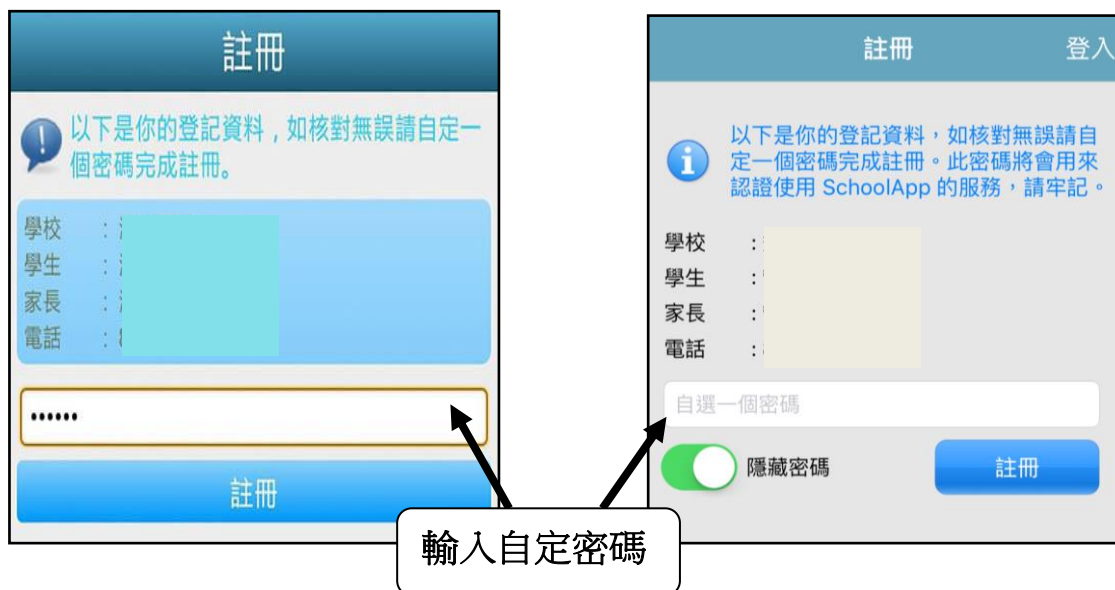 註冊
以下是你的登記資料，如核對無誤請自定一
個密碼完成註冊。
學校 :
學生 :
家長 :
電話 :
••••••
註冊
註冊 登入
以下是你的登記資料，如核對無誤請自
定一個密碼完成註冊。此密碼將會用來
認證使用 SchoolApp 的服務，請牢記。
學校 :
學生 :
家長 :
電話 :
自選一個密碼
隱藏密碼 註冊
輸入自定密碼